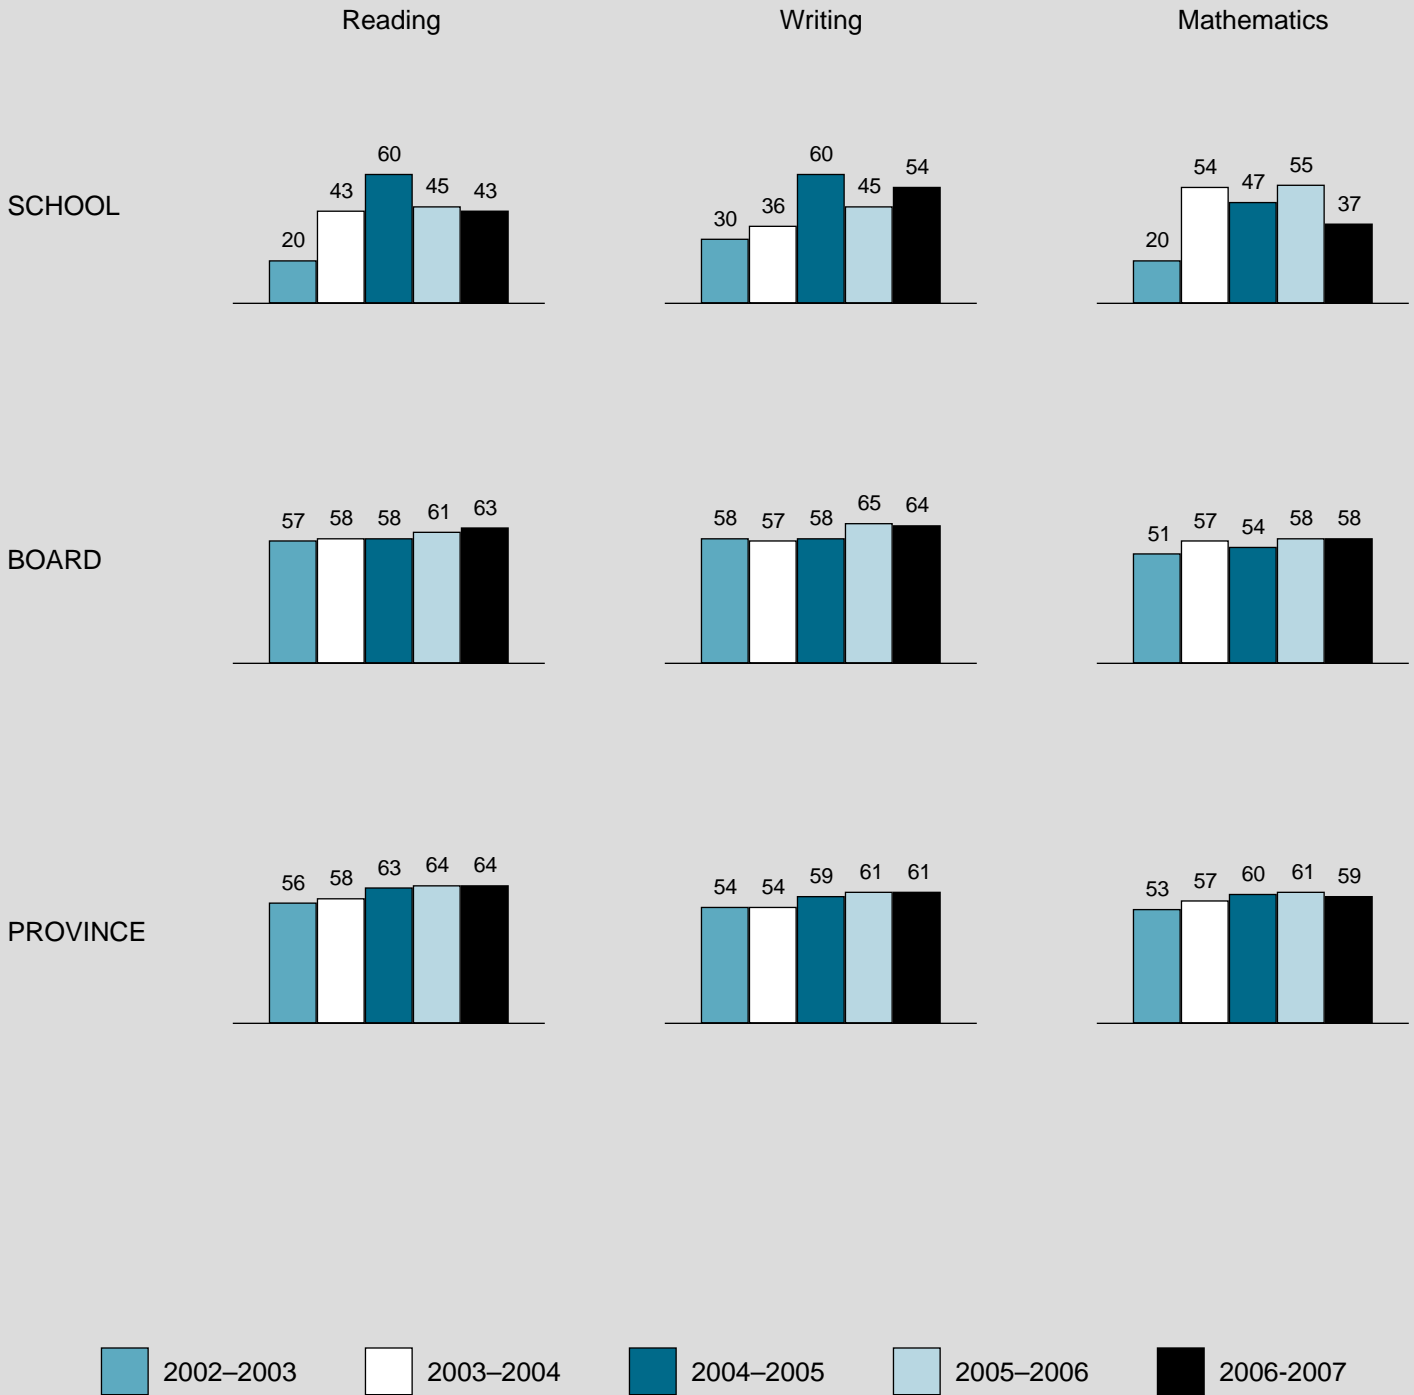 Reading Writing Mathematics
SCHOOL
20 43 60 45 43
30 36 60 45 54
20 54 47 55 37
BOARD
57 58 58 61 63
58 57 58 65 64
51 57 54 58 58
PROVINCE
56 58 63 64 64
54 54 59 61 61
53 57 60 61 59
2002–2003 2003–2004 2004–2005 2005–2006 2006-2007